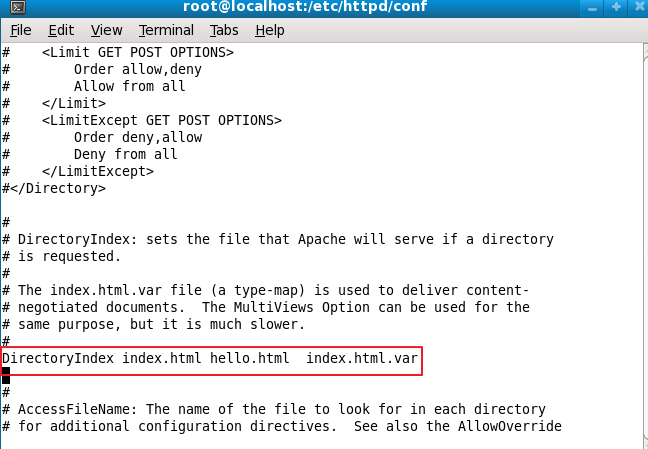 root@localhost:/etc/httpd/conf
File Edit View Terminal Tabs Help
#    <Limit GET POST OPTIONS>
#        Order allow,deny
#        Allow from all
#    </Limit>
#    <LimitExcept GET POST OPTIONS>
#        Order deny,allow
#        Deny from all
#    </LimitExcept>
#</Directory>
#
# DirectoryIndex: sets the file that Apache will serve if a directory
# is requested.
#
# The index.html.var file (a type-map) is used to deliver content-
# negotiated documents.  The MultiViews Option can be used for the
# same purpose, but it is much slower.
#
DirectoryIndex index.html hello.html  index.html.var
#
# AccessFileName: The name of the file to look for in each directory
# for additional configuration directives.  See also the AllowOverride